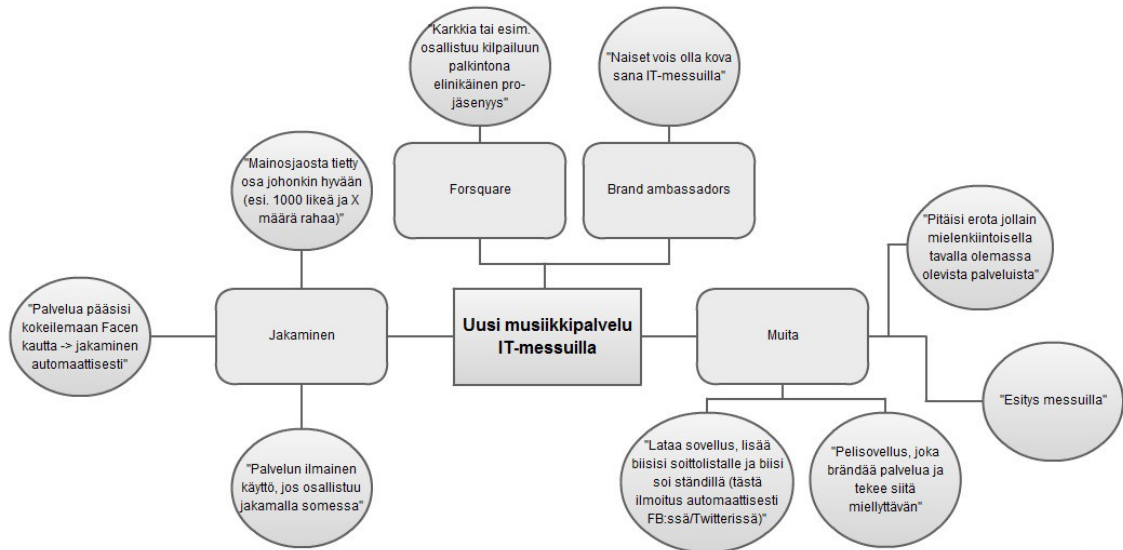 "Karkkia tai esim.
osallistuu kilpailuun
palkintona
elinikäinen pro-
jäsenyys"
"Naiset vois olla kova
sana IT-messuilla"
Forsquare
Brand ambassadors
"Mainosjaosta tietty
osa johonkin hyvään
(esi. 1000 likeä ja X
määrä rahaa)"
"Pitäisi erota jollain
mielenkiintoisella
tavalla olemassa
olevista palveluista"
"Palvelua pääsisi
kokeilemaan Facen
kautta -> jakaminen
automaattisesti"
Jakaminen
Uusi musiikkipalvelu
IT-messuilla
Muita
"Esitys messuilla"
"Palvelun ilmainen
käyttö, jos osallistuu
jakamalla somessa"
"Lataa sovellus, lisää
biisisi soittolistalle ja biisi
soi ständillä (tästä
ilmoitus automaattisesti
FB:ssä/Twitterissä)"
"Pelisovellus, joka
brändää palvelua ja
tekee siitä
miellyttävän"